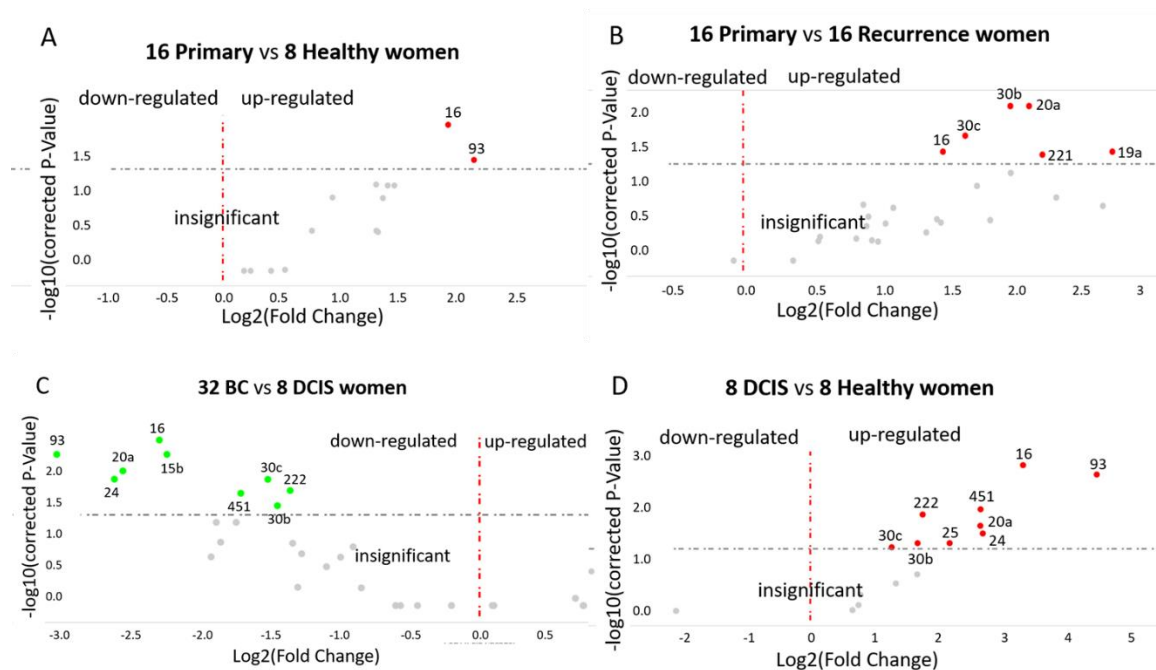 A
16 Primary vs 8 Healthy women
down-regulated up-regulated
-log10(corrected P-Value)
16
93
1.5
1.0
0.5
0.0
insignificant
-1.0 0.0 0.5 1.0 1.5 2.0 2.5
Log2(Fold Change)
B
16 Primary vs 16 Recurrence women
down-regulated up-regulated
-log10(corrected P-Value)
30b
20a
2.0
30c
16
1.5
221
19a
1.0
0.5
0.0
insignificant
-0.5 0.0 0.5 1.0 1.5 2.0 2.5 3
Log2(Fold Change)
C
32 BC vs 8 DCIS women
down-regulated up-regulated
-log10(corrected P-Value)
93
16
20a
15b
2.0
24
30c
222
451
1.5
30b
1.0
0.5
0.0
insignificant
-3.0 -2.5 -2.0 -1.5 -1.0 -0.5 0.0 0.5
Log2(Fold Change)
D
8 DCIS vs 8 Healthy women
down-regulated up-regulated
-log10(corrected P-Value)
3.0
16
93
222
451
2.0
20a
30c
25
24
30b
1.0
0.0
insignificant
-2 -1 0 1 2 3 4 5
Log2(Fold Change)